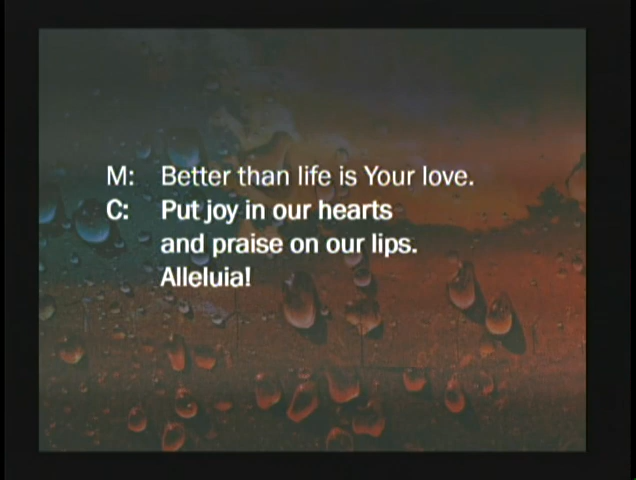 M: Better than life is Your love.
C: Put joy in our hearts
and praise on our lips.
Alleluia!